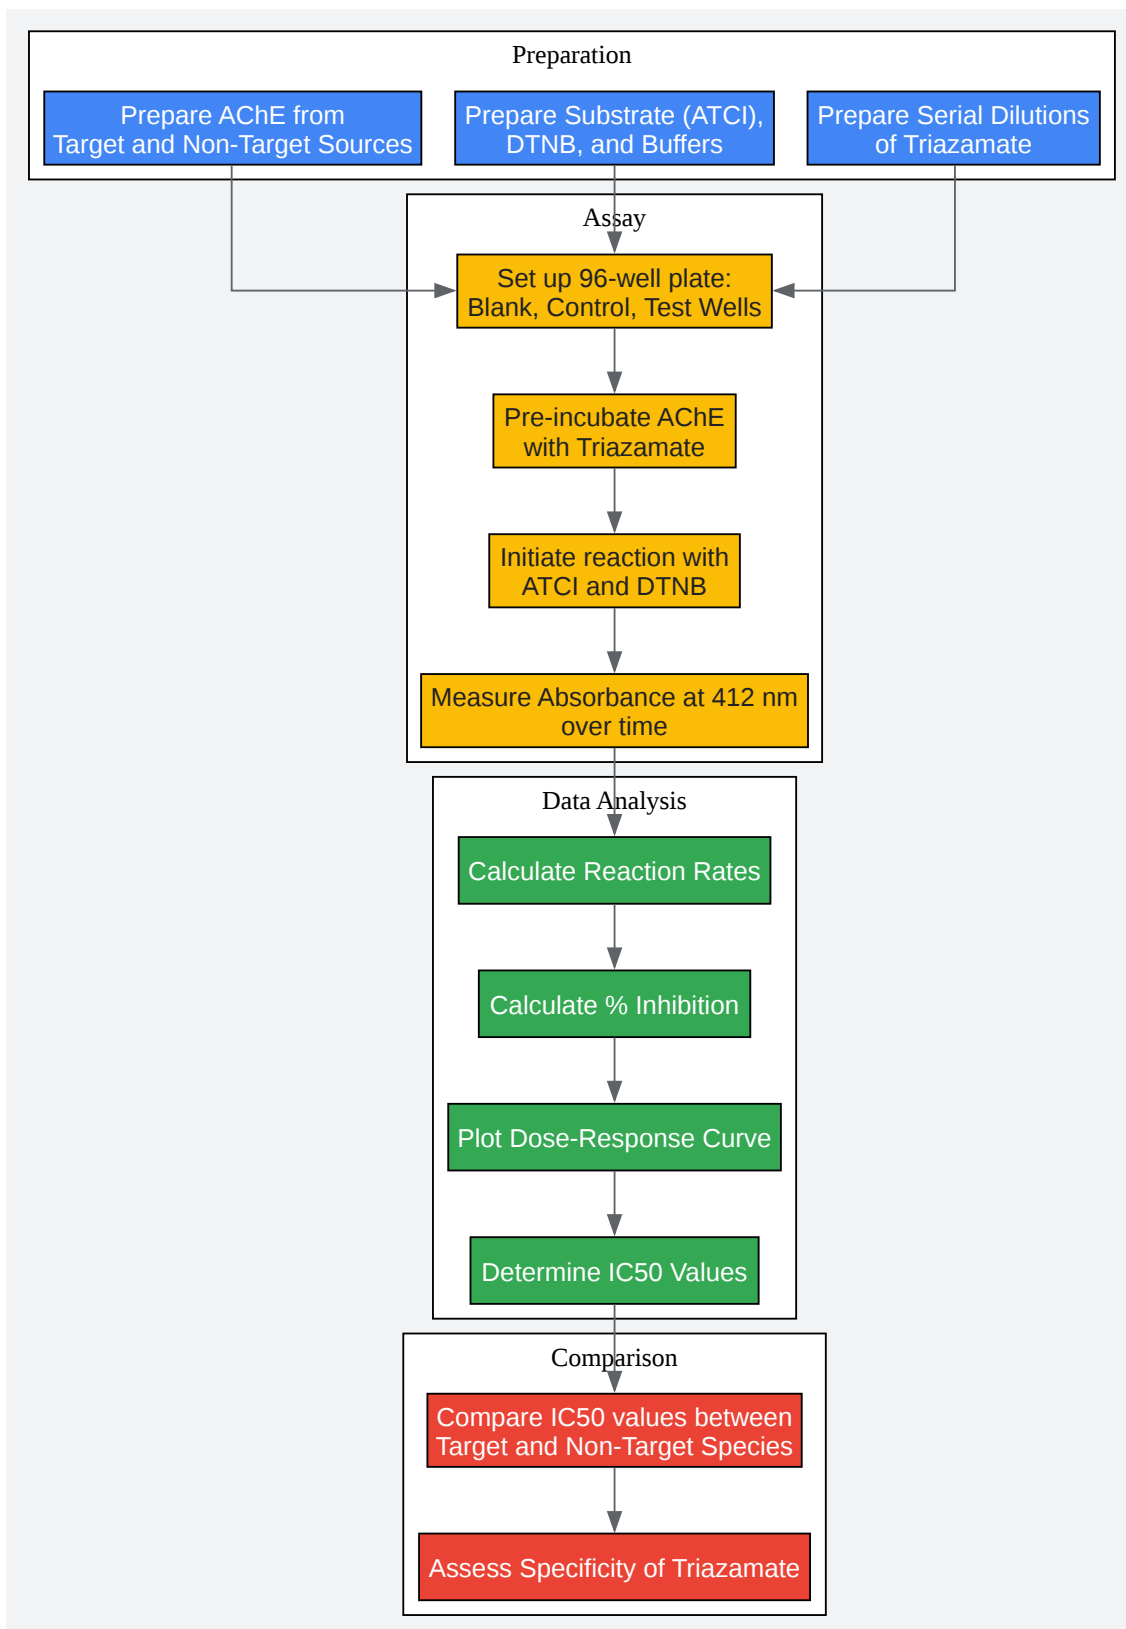 Preparation
Prepare AChE from
Target and Non-Target Sources
Prepare Substrate (ATCI),
DTNB, and Buffers
Prepare Serial Dilutions
of Triazamate
Assay
Set up 96-well plate:
Blank, Control, Test Wells
Pre-incubate AChE
with Triazamate
Initiate reaction with
ATCI and DTNB
Measure Absorbance at 412 nm
over time
Data Analysis
Calculate Reaction Rates
Calculate % Inhibition
Plot Dose-Response Curve
Determine IC50 Values
Comparison
Compare IC50 values between
Target and Non-Target Species
Assess Specificity of Triazamate